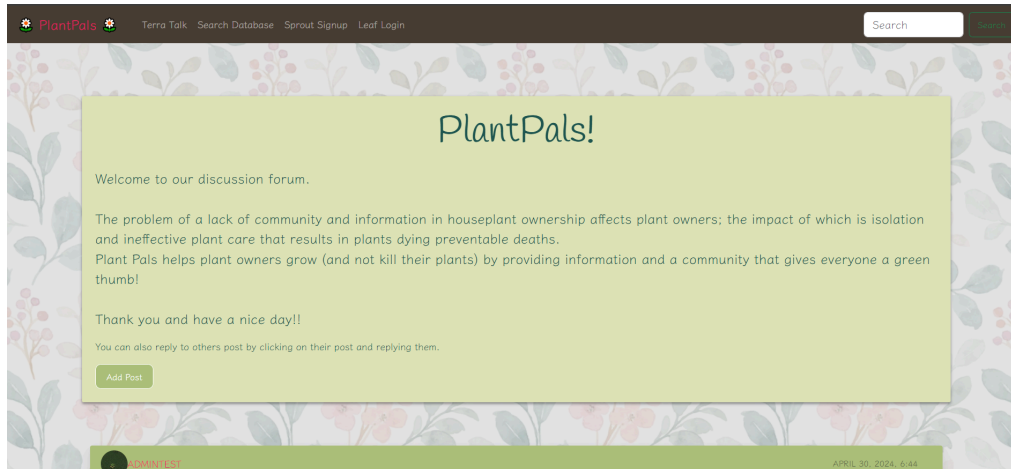 PlantPals
Terra Talk
Search Database
Sprout Signup
Leaf Login
Search
Search
PlantPals!
Welcome to our discussion forum.
The problem of a lack of community and information in houseplant ownership affects plant owners; the impact of which is isolation
and ineffective plant care that results in plants dying preventable deaths.
Plant Pals helps plant owners grow (and not kill their plants) by providing information and a community that gives everyone a green
thumb!
Thank you and have a nice day!!
You can also reply to others post by clicking on their post and replying them.
Add Post
ADMINTEST
APRIL 30, 2024, 6:44